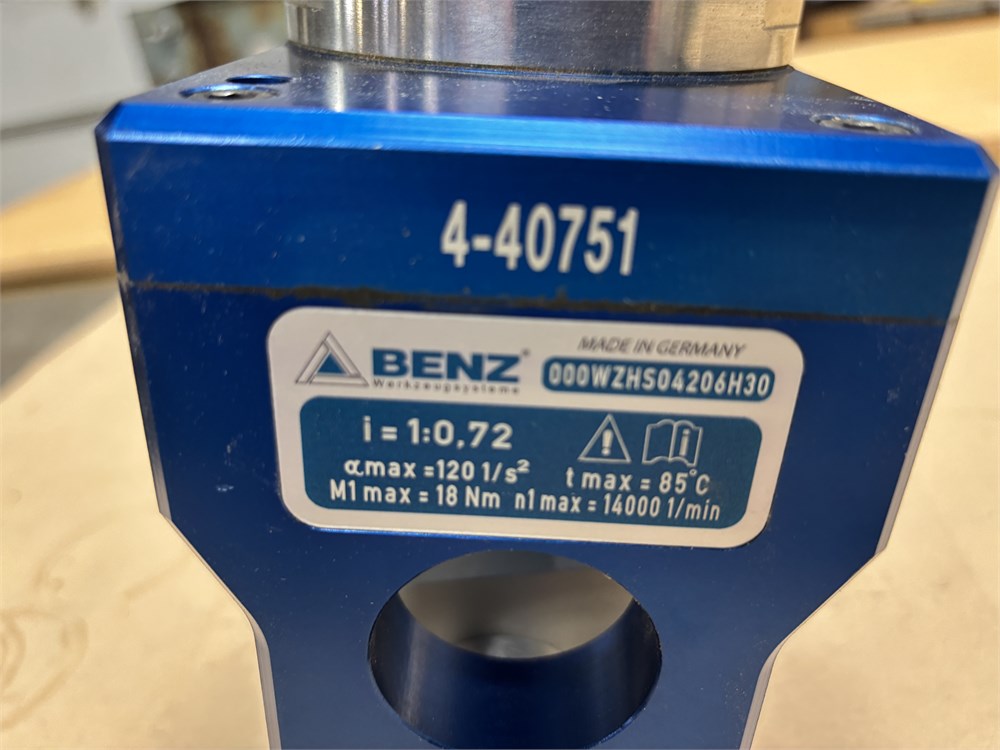 4-40751
BENZ®
Werkzeugsysteme
MADE IN GERMANY
000WZHS04206H30
i = 1:0,72
αmax =120 1/s²
t max = 85°C
M1 max = 18 Nm n1 max = 14000 1/min